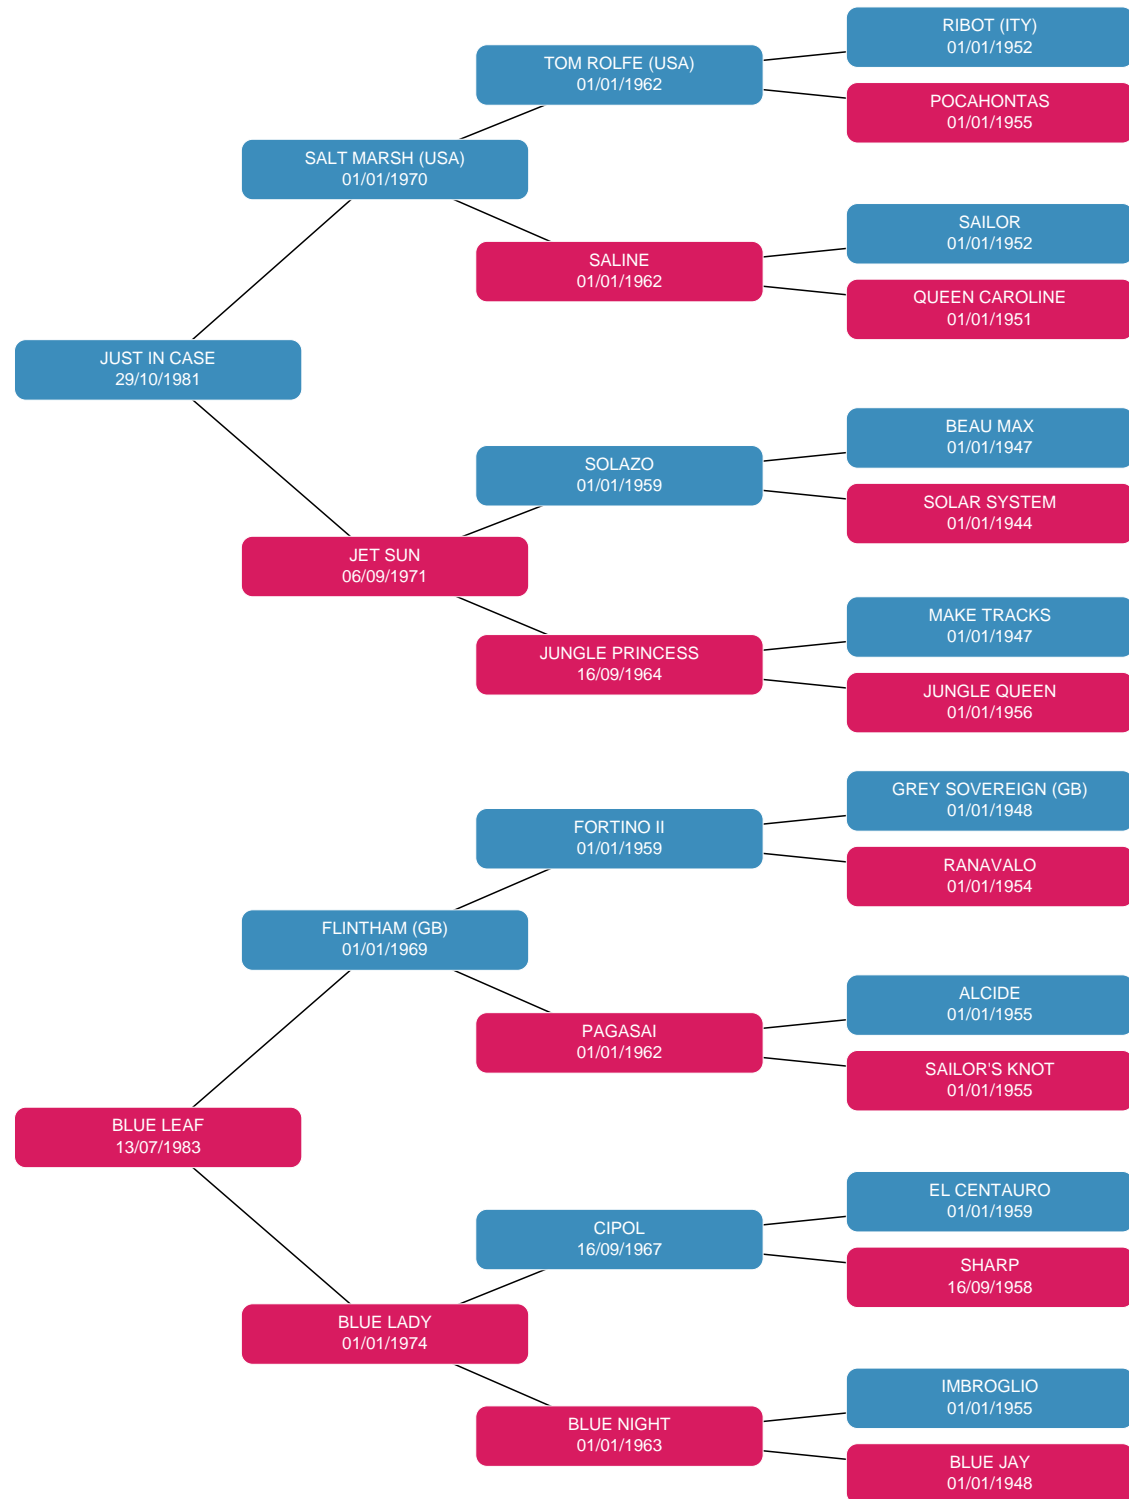 RIBOT (ITY)
01/01/1952
TOM ROLFE (USA)
01/01/1962
POCAHONTAS
01/01/1955
SALT MARSH (USA)
01/01/1970
SAILOR
01/01/1952
SALINE
01/01/1962
QUEEN CAROLINE
01/01/1951
JUST IN CASE
29/10/1981
BEAU MAX
01/01/1947
SOLAZO
01/01/1959
SOLAR SYSTEM
01/01/1944
JET SUN
06/09/1971
MAKE TRACKS
01/01/1947
JUNGLE PRINCESS
16/09/1964
JUNGLE QUEEN
01/01/1956
GREY SOVEREIGN (GB)
01/01/1948
FORTINO II
01/01/1959
RANAVALO
01/01/1954
FLINTHAM (GB)
01/01/1969
ALCIDE
01/01/1955
PAGASAI
01/01/1962
SAILOR'S KNOT
01/01/1955
BLUE LEAF
13/07/1983
EL CENTAURO
01/01/1959
CIPOL
16/09/1967
SHARP
16/09/1958
BLUE LADY
01/01/1974
IMBROGLIO
01/01/1955
BLUE NIGHT
01/01/1963
BLUE JAY
01/01/1948